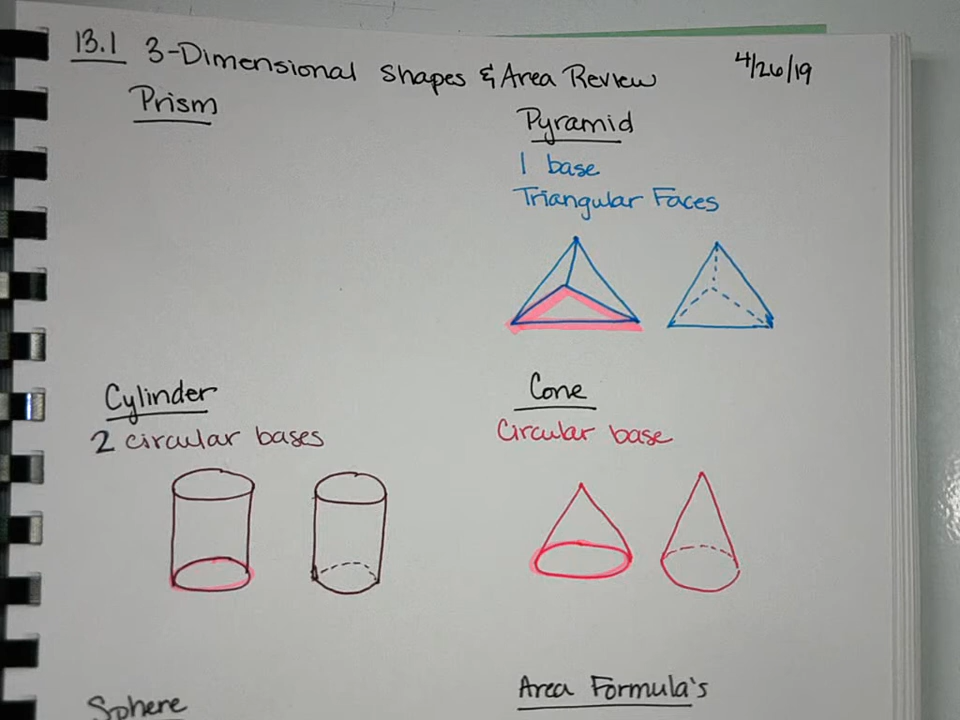 13.1 3-Dimensional Shapes & Area Review 4/26/19
Prism
Pyramid
1 base
Triangular Faces
Cylinder
2 circular bases
Cone
Circular base
Sphere
Area Formula's